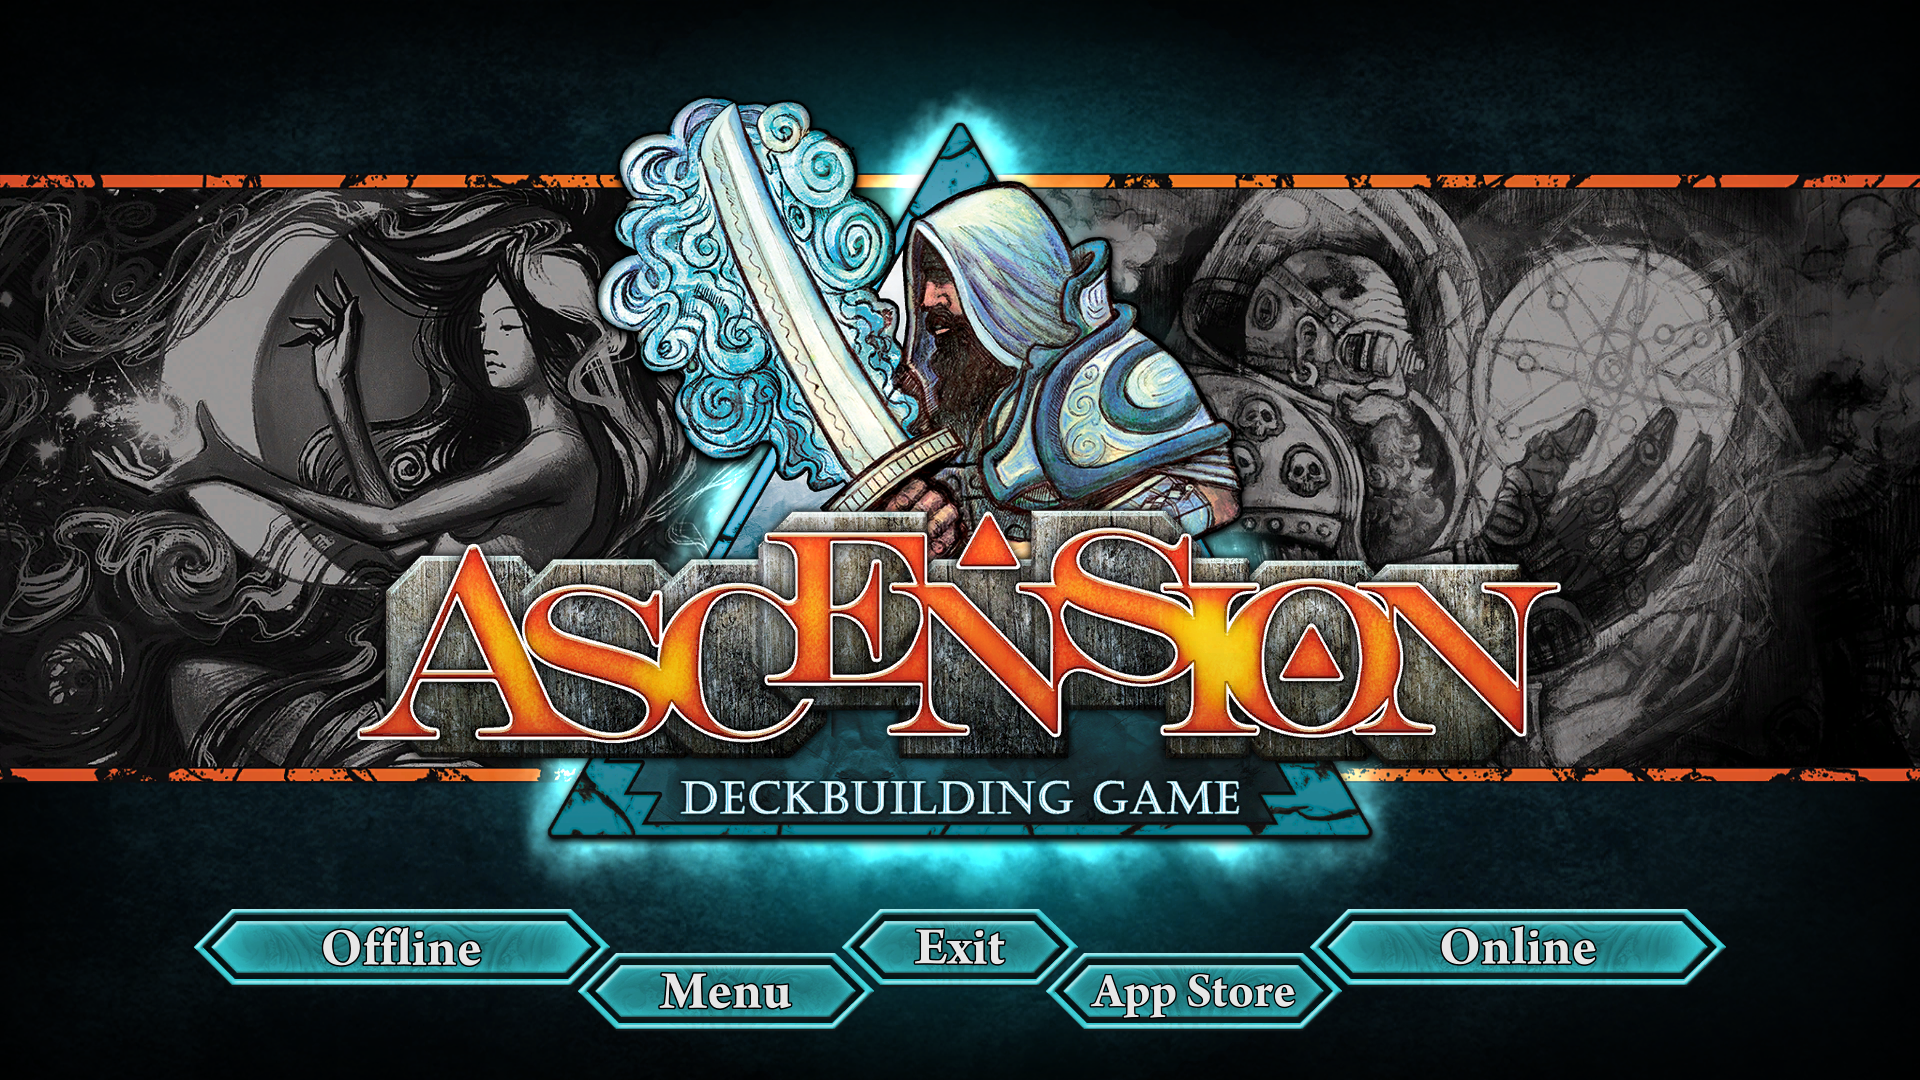 ASCENSION
DECKBUILDING GAME
Offline
Menu
Exit
App Store
Online